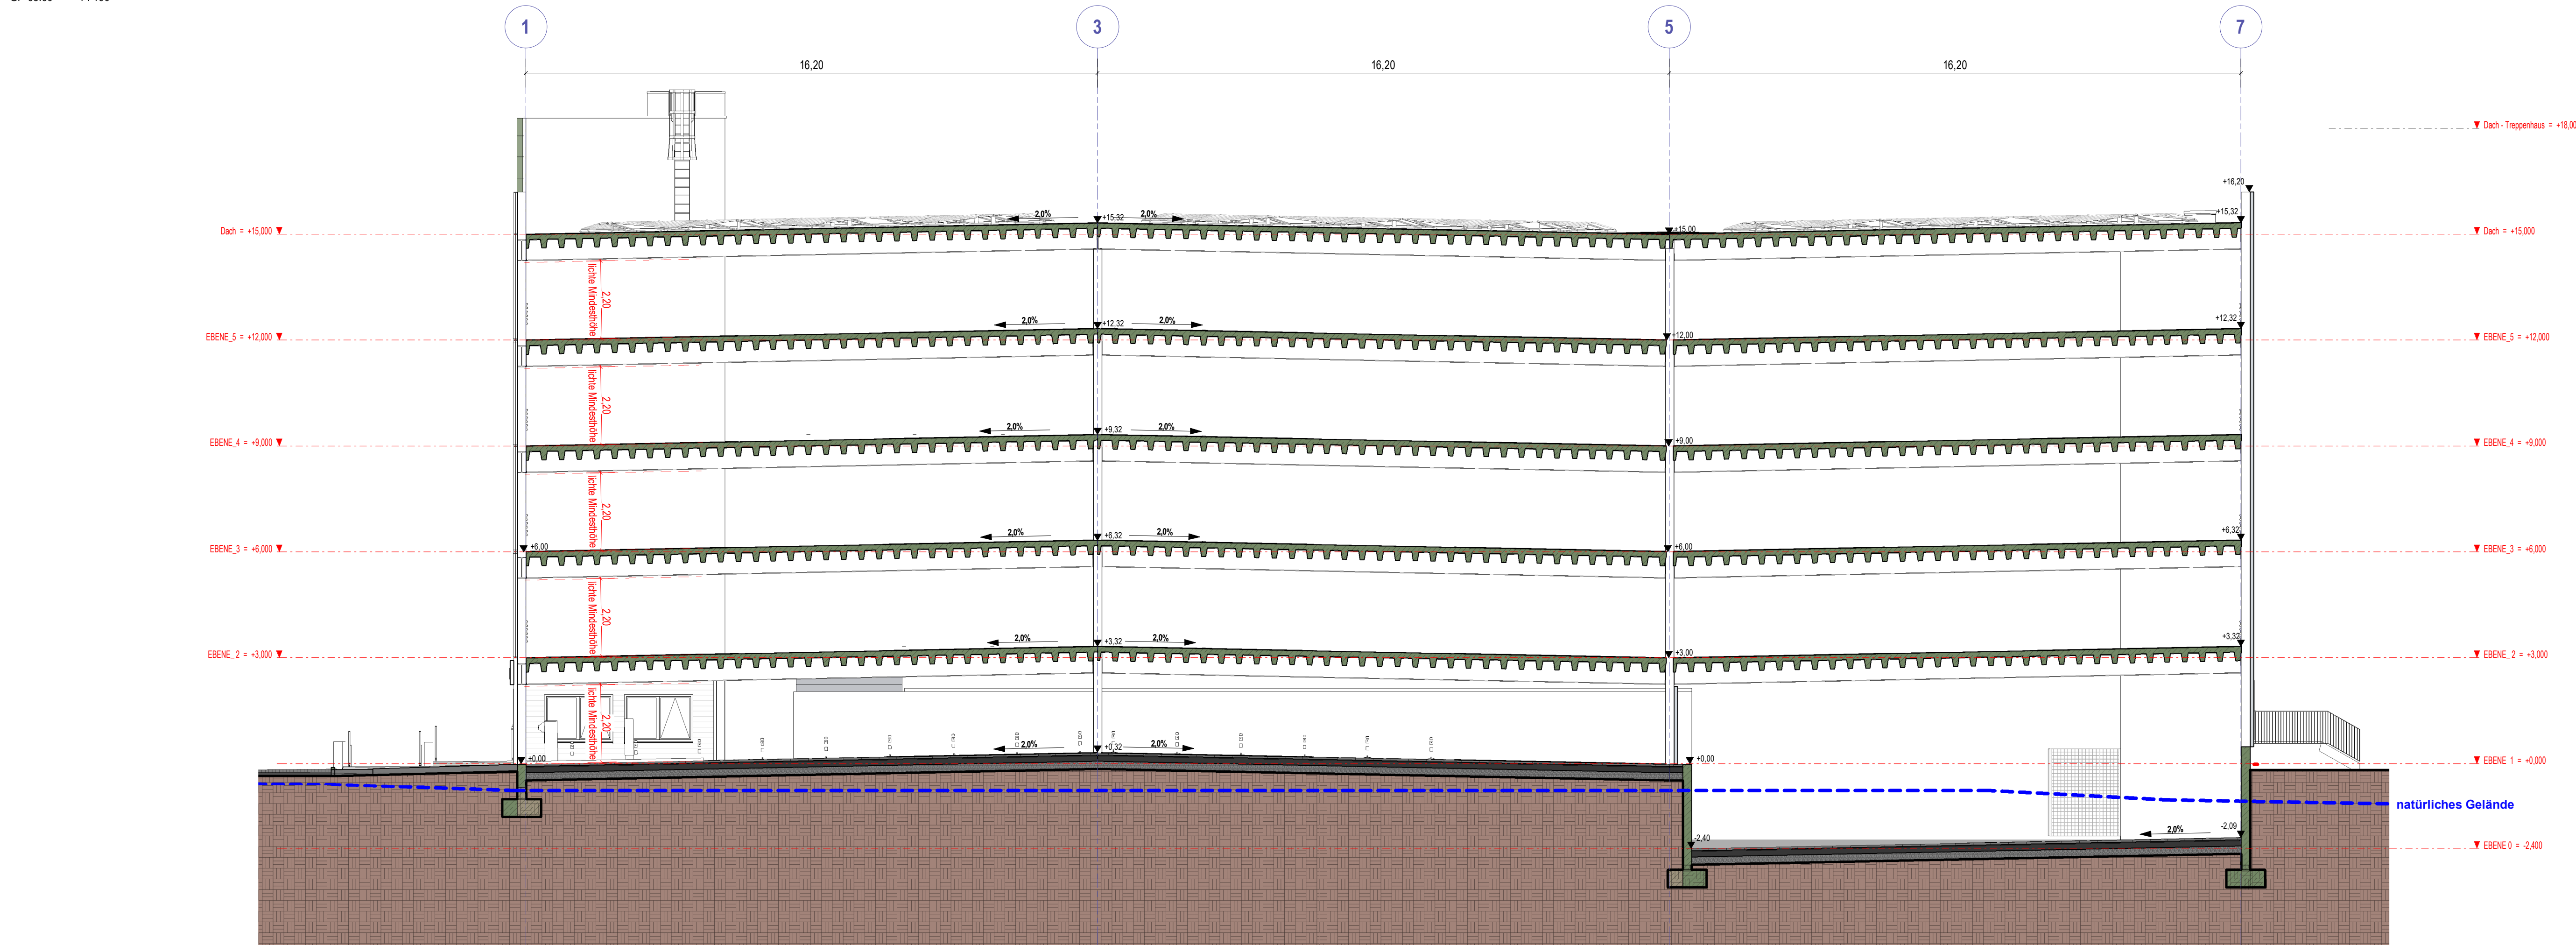 1 3 5 7
16,20 16,20 16,20
Dach - Treppenhaus = +18,00
+16,20
2,0% +15,32 2,0% +15,32
Dach = +15,000 +15,00 Dach = +15,000
lichte Mindesthöhe 2,20
2,0% +12,32 2,0% +12,32
EBENE_5 = +12,000 +12,00 EBENE_5 = +12,000
lichte Mindesthöhe 2,20
2,0% +9,32 2,0%
EBENE_4 = +9,000 +9,00 EBENE_4 = +9,000
lichte Mindesthöhe 2,20
2,0% +6,32 2,0% +6,32
EBENE_3 = +6,000 +6,00 +6,00 EBENE_3 = +6,000
lichte Mindesthöhe 2,20
2,0% +3,32 2,0% +3,32
EBENE_ 2 = +3,000 +3,00 EBENE_ 2 = +3,000
lichte Mindesthöhe 2,20
2,0% +0,32 2,0%
+0,00 +0,00 EBENE 1 = +0,000
natürliches Gelände
2,0% -2,09
-2,40 EBENE 0 = -2,400